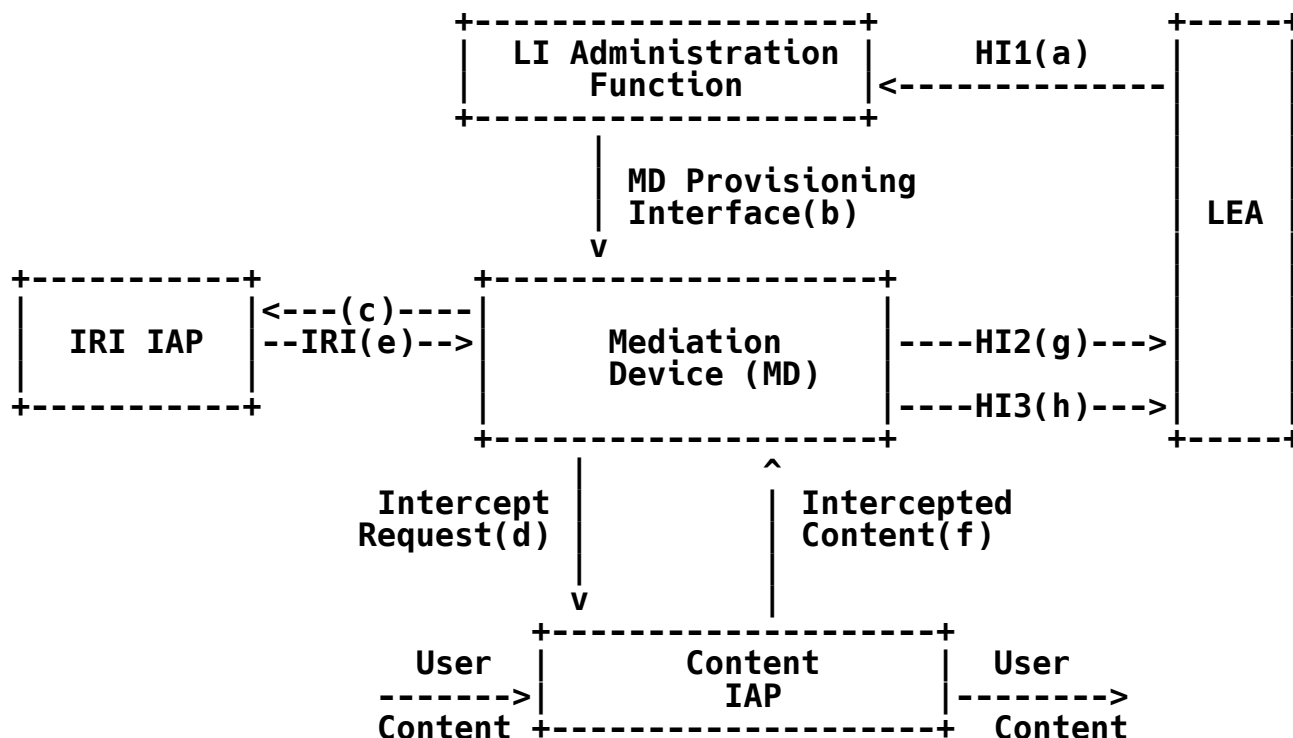 LI Administration
Function
HI1(a)
MD Provisioning
Interface(b)
LEA
IRI IAP
(c)
IRI(e)
Mediation
Device (MD)
HI2(g)
HI3(h)
Intercept
Request(d)
Intercepted
Content(f)
User
Content
Content
IAP
User
Content